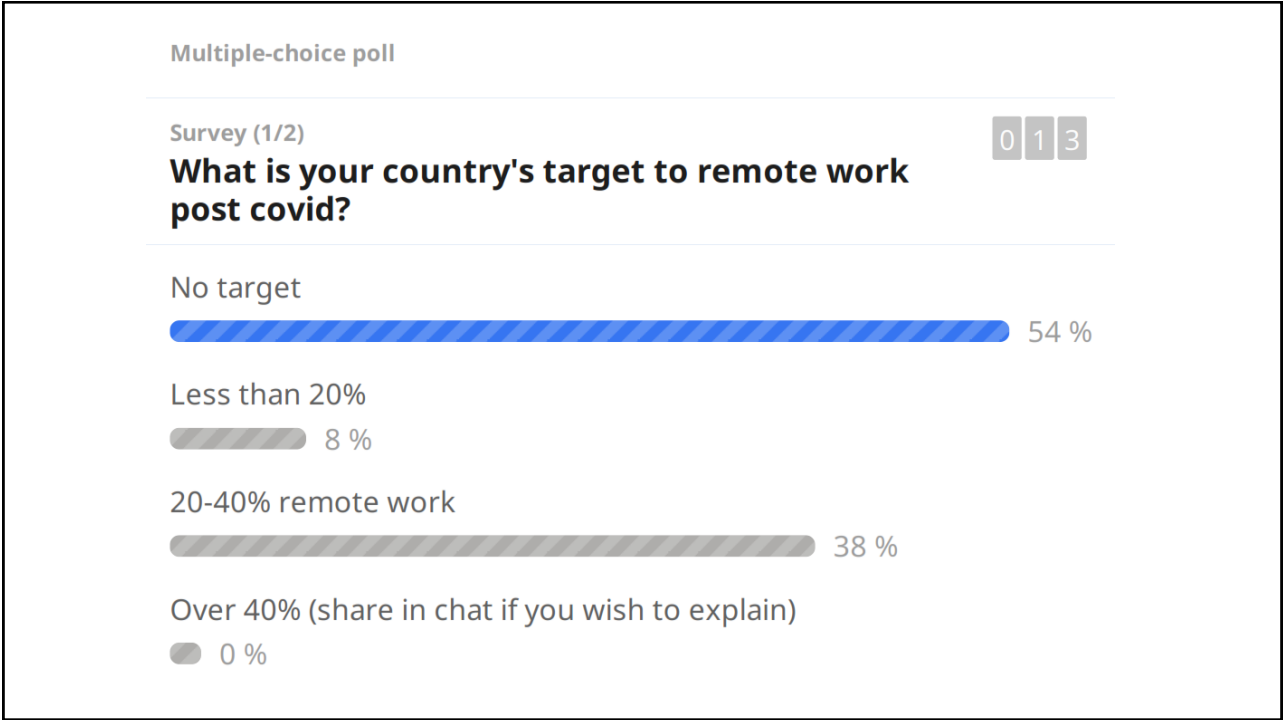 Multiple-choice poll
Survey (1/2)
0 1 3
What is your country's target to remote work
post covid?
No target
54 %
Less than 20%
8 %
20-40% remote work
38 %
Over 40% (share in chat if you wish to explain)
0 %